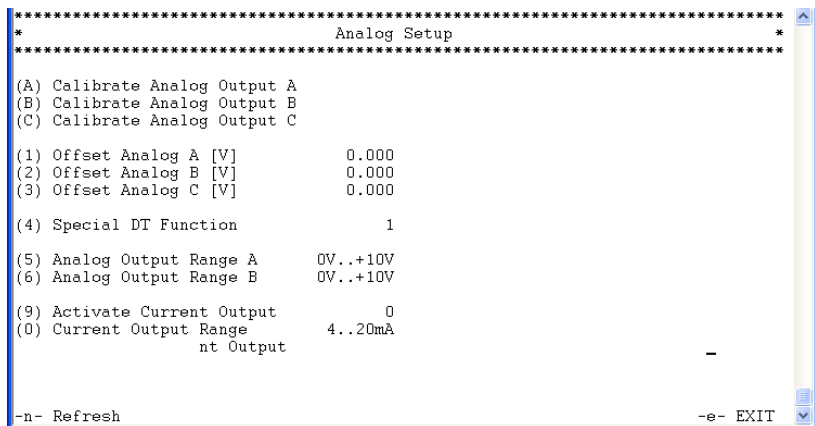 *******************************************************************************
*                                Analog Setup                                 *
*******************************************************************************
(A) Calibrate Analog Output A
(B) Calibrate Analog Output B
(C) Calibrate Analog Output C
(1) Offset Analog A [V]           0.000
(2) Offset Analog B [V]           0.000
(3) Offset Analog C [V]           0.000
(4) Special DT Function               1
(5) Analog Output Range A      0V..+10V
(6) Analog Output Range B      0V..+10V
(9) Activate Current Output           0
(0) Current Output Range        4..20mA
                   nt Output
-n- Refresh                                                           -e- EXIT